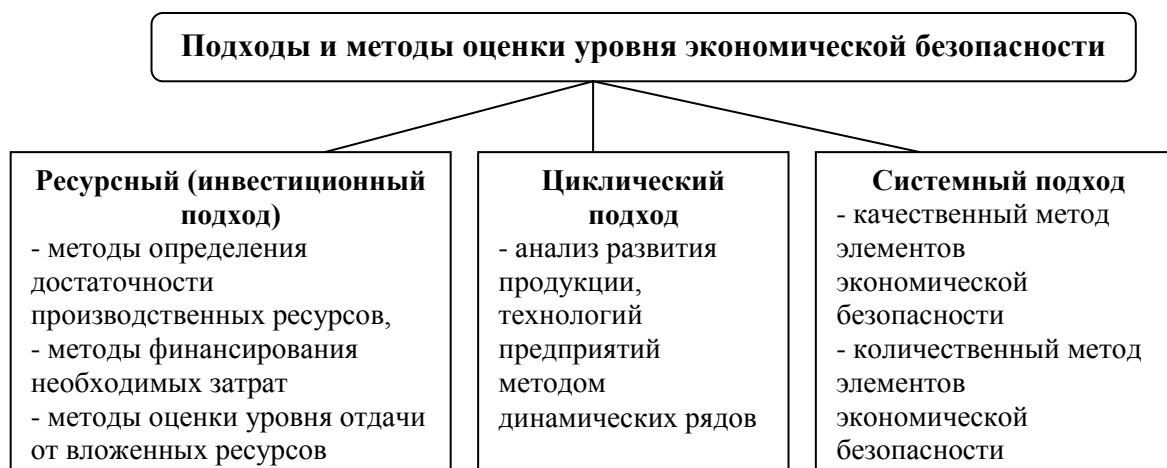 Подходы и методы оценки уровня экономической безопасности
Ресурсный (инвестиционный
подход)
- методы определения
достаточности
производственных ресурсов,
- методы финансирования
необходимых затрат
- методы оценки уровня отдачи
от вложенных ресурсов
Циклический
подход
- анализ развития
продукции,
технологий
предприятий
методом
динамических рядов
Системный подход
- качественный метод
элементов
экономической
безопасности
- количественный метод
элементов
экономической
безопасности